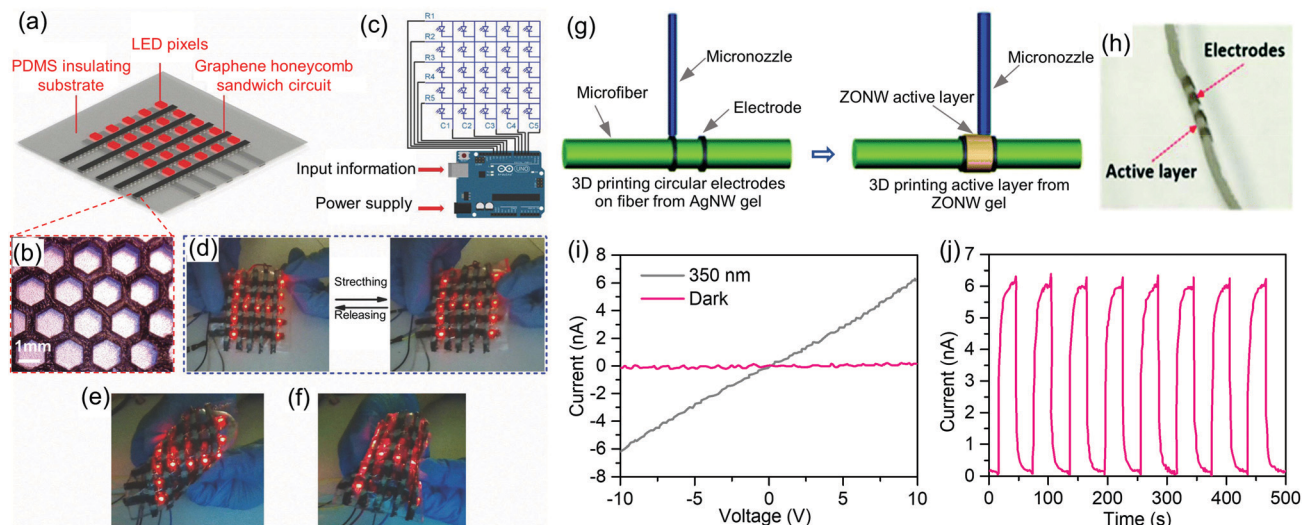 (a)
LED pixels
PDMS insulating
substrate
Graphene honeycomb
sandwich circuit
(b)
1mm
(c)
R1
R2
R3
R4
R5
C1 C2 C3 C4 C5
Input information
Power supply
UNO
ARDUINO
(d)
Strecthing
Releasing
(e)
(f)
(g)
Micronozzle
Microfiber
Electrode
3D printing circular electrodes
on fiber from AgNW gel
Micronozzle
ZONW active layer
3D printing active layer from
ZONW gel
(h)
Electrodes
Active layer
(i)
350 nm
Dark
Current (nA)
8
6
4
2
0
-2
-4
-6
-8
-10 -5 0 5 10
Voltage (V)
(j)
Current (nA)
7
6
5
4
3
2
1
0
0 100 200 300 400 500
Time (s)